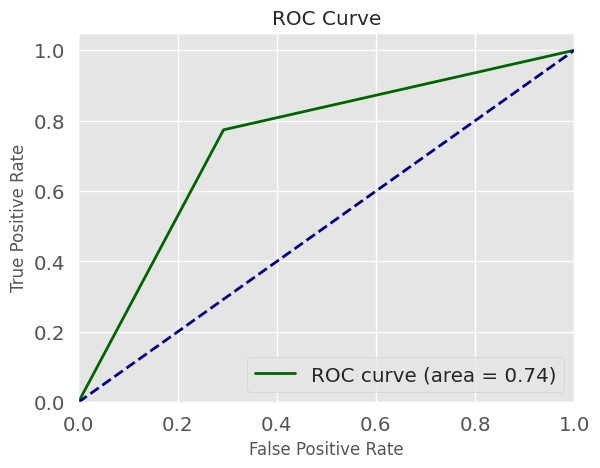 ROC Curve
1.0
0.8
0.6
0.4
0.2
0.0
True Positive Rate
ROC curve (area = 0.74)
0.0 0.2 0.4 0.6 0.8 1.0
False Positive Rate